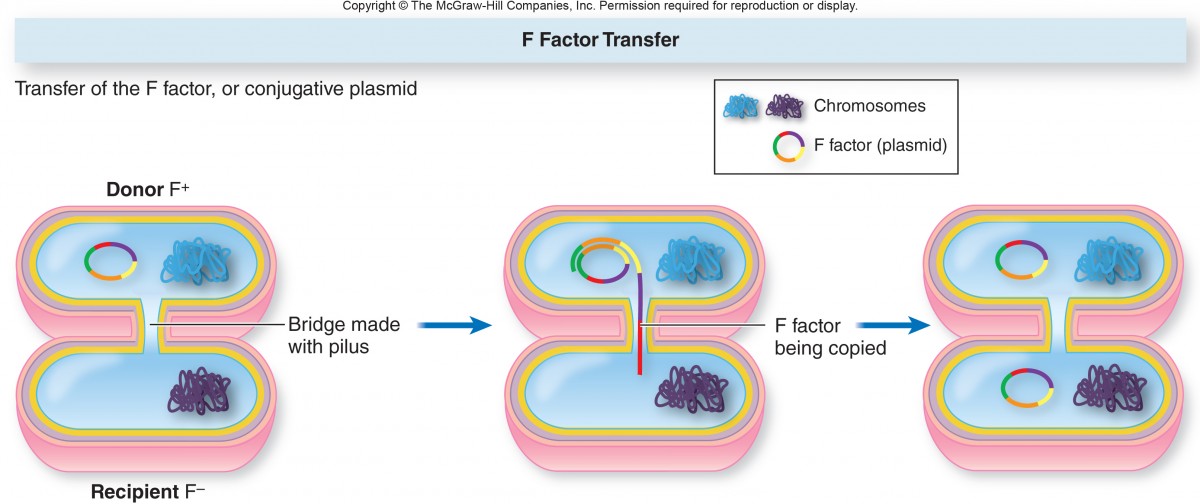 Copyright © The McGraw-Hill Companies, Inc. Permission required for reproduction or display.
F Factor Transfer
Transfer of the F factor, or conjugative plasmid
Chromosomes
F factor (plasmid)
Donor F+
Bridge made
with pilus
F factor
being copied
Recipient F–